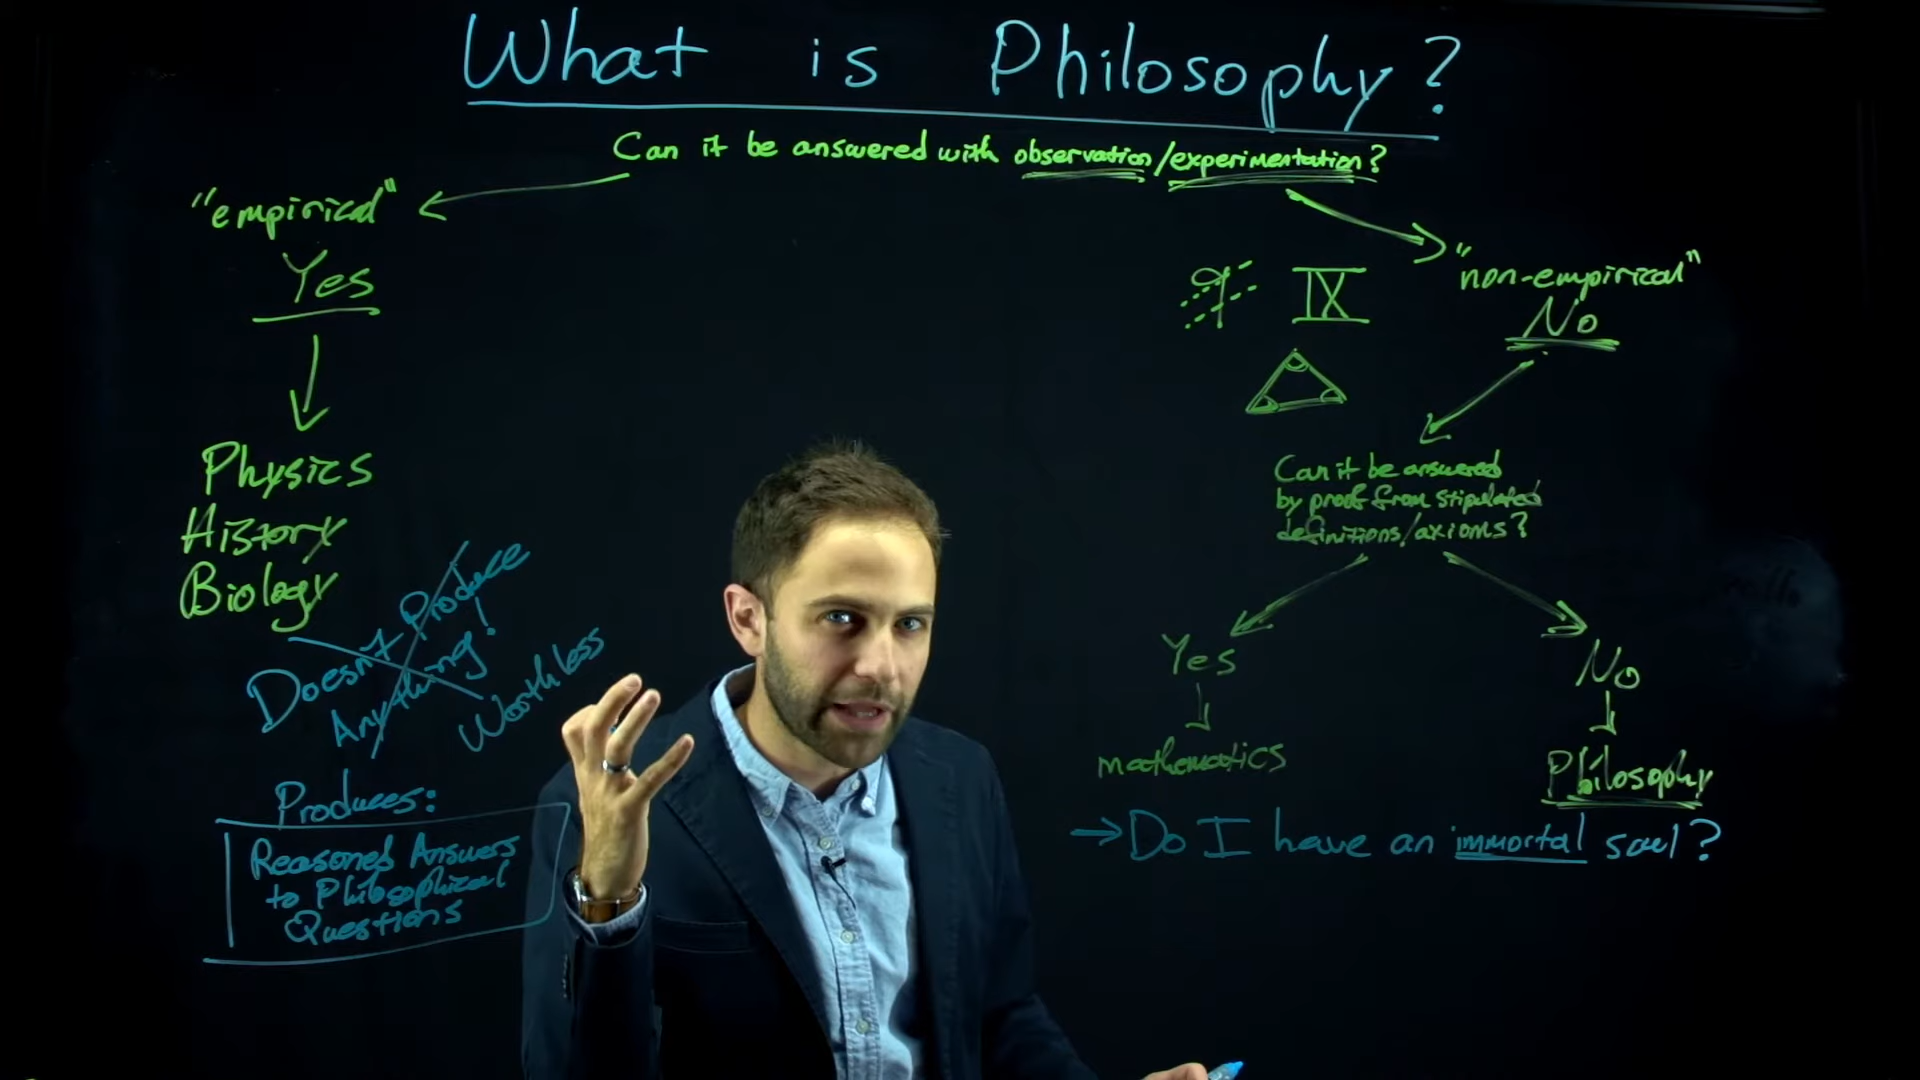 What is Philosophy?
Can it be answered with observation/experimentation?
"empirical"
Yes
Physics
History
Biology
Doesn't Produce
Anything!
Worthless
Produces:
Reasoned Answers
to Philosophical
Questions
"non-empirical"
No
IX
Can it be answered
by proof from stipulated
definitions/axioms?
Yes
mathematics
No
Philosophy
→Do I have an immortal soul?